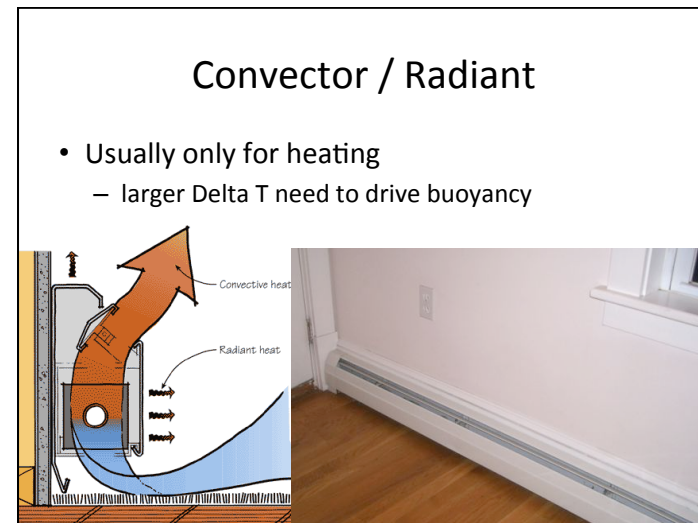 Convector / Radiant
• Usually only for heating
– larger Delta T need to drive buoyancy
Convective heat
Radiant heat